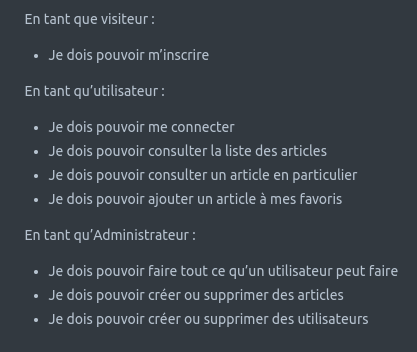 En tant que visiteur :
• Je dois pouvoir m’inscrire
En tant qu’utilisateur :
• Je dois pouvoir me connecter
• Je dois pouvoir consulter la liste des articles
• Je dois pouvoir consulter un article en particulier
• Je dois pouvoir ajouter un article à mes favoris
En tant qu’Administrateur :
• Je dois pouvoir faire tout ce qu’un utilisateur peut faire
• Je dois pouvoir créer ou supprimer des articles
• Je dois pouvoir créer ou supprimer des utilisateurs